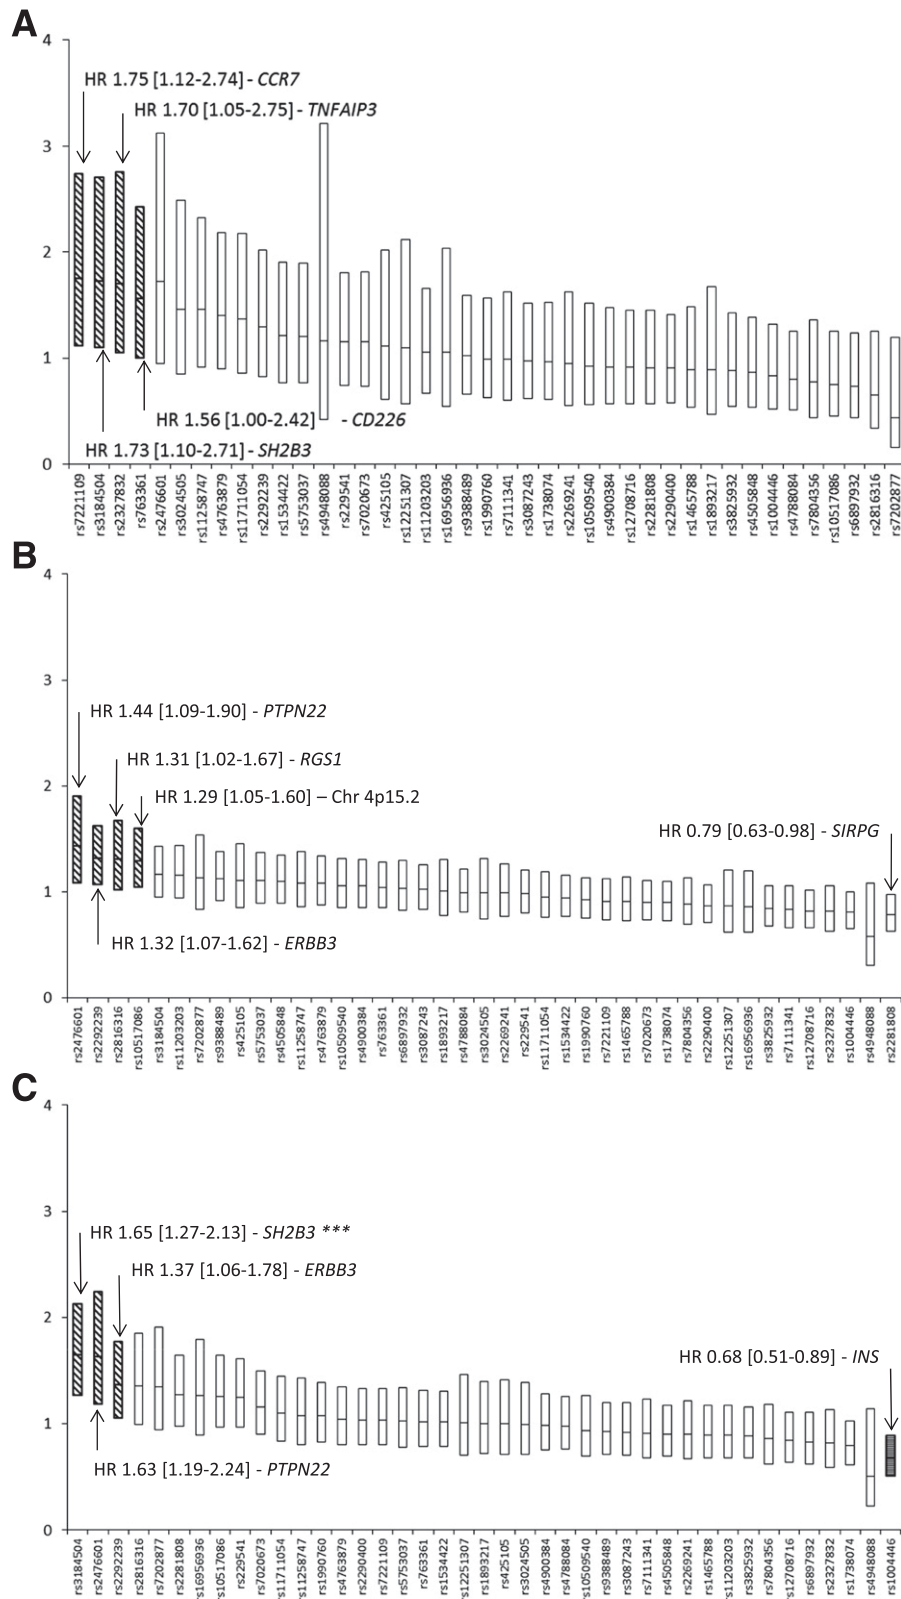 A
4
HR 1.75 [1.12-2.74] - CCR7
HR 1.70 [1.05-2.75] - TNFAIP3
3
2
1
HR 1.56 [1.00-2.42] - CD226
HR 1.73 [1.10-2.71] - SH2B3
0
rs7221109 rs3184504 rs2327832 rs763361 rs2476601 rs3024505 rs11258747 rs4763879 rs11711054 rs2292239 rs1534422 rs5753037 rs4948088 rs229541 rs7020673 rs425105 rs12251307 rs11203203 rs16956936 rs9388489 rs1990760 rs7111341 rs3087243 rs1738074 rs2269241 rs10509540 rs4900384 rs12708716 rs2281808 rs2290400 rs1465788 rs1893217 rs3825932 rs4505848 rs1004446 rs4788084 rs7804356 rs10517086 rs6897932 rs2816316 rs7202877
B
4
3
HR 1.44 [1.09-1.90] - PTPN22
HR 1.31 [1.02-1.67] - RGS1
2
HR 1.29 [1.05-1.60] – Chr 4p15.2
HR 0.79 [0.63-0.98] - SIRPG
1
HR 1.32 [1.07-1.62] - ERBB3
0
rs2476601 rs2292239 rs2816316 rs10517086 rs3184504 rs11203203 rs7202877 rs9388489 rs425105 rs5753037 rs4505848 rs11258747 rs4763879 rs10509540 rs4900384 rs763361 rs6897932 rs3087243 rs1893217 rs4788084 rs3024505 rs2269241 rs229541 rs11711054 rs1534422 rs1990760 rs7221109 rs1465788 rs7020673 rs1738074 rs7804356 rs2290400 rs12251307 rs16956936 rs3825932 rs7111341 rs12708716 rs2327832 rs1004446 rs4948088 rs2281808
C
4
3
HR 1.65 [1.27-2.13] - SH2B3 ***
HR 1.37 [1.06-1.78] - ERBB3
2
HR 0.68 [0.51-0.89] - INS
1
HR 1.63 [1.19-2.24] - PTPN22
0
rs3184504 rs2476601 rs2292239 rs2816316 rs7202877 rs2281808 rs16956936 rs10517086 rs229541 rs7020673 rs11711054 rs11258747 rs1990760 rs4763879 rs2290400 rs7221109 rs5753037 rs763361 rs1534422 rs12251307 rs1893217 rs425105 rs3024505 rs4900384 rs4788084 rs10509540 rs9388489 rs3087243 rs7111341 rs4505848 rs2269241 rs1465788 rs11203203 rs3825932 rs7804356 rs12708716 rs6897932 rs2327832 rs1738074 rs4948088 rs1004446